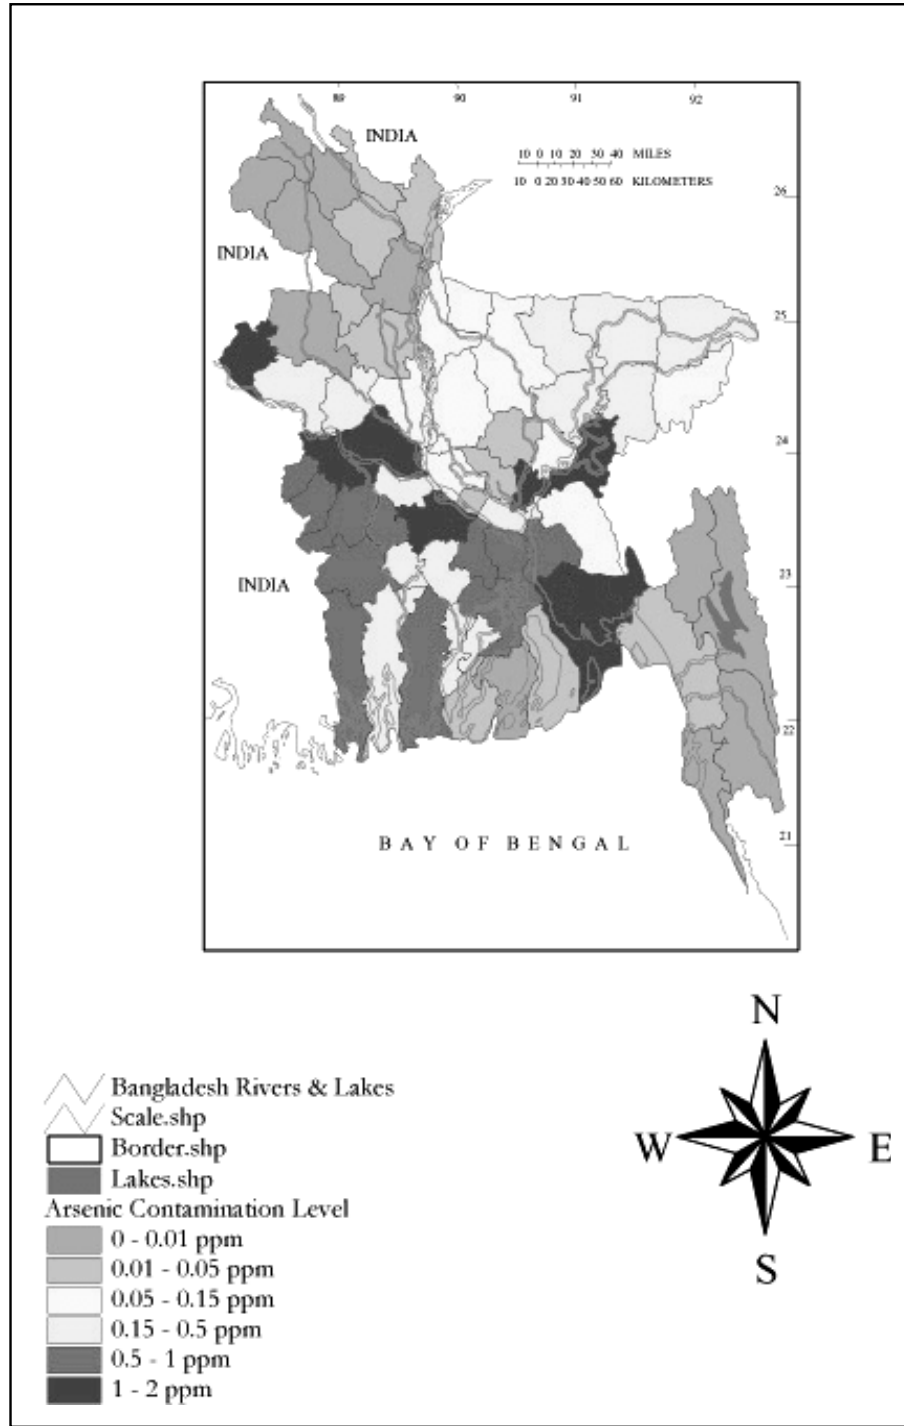 89 90 91 92
INDIA
10 0 10 20 30 40 MILES
10 0 20 30 40 50 60 KILOMETERS
26
INDIA
25
24
INDIA
23
22
21
BAY OF BENGAL
N
W E
S
Bangladesh Rivers & Lakes
Scale.shp
Border.shp
Lakes.shp
Arsenic Contamination Level
0 - 0.01 ppm
0.01 - 0.05 ppm
0.05 - 0.15 ppm
0.15 - 0.5 ppm
0.5 - 1 ppm
1 - 2 ppm